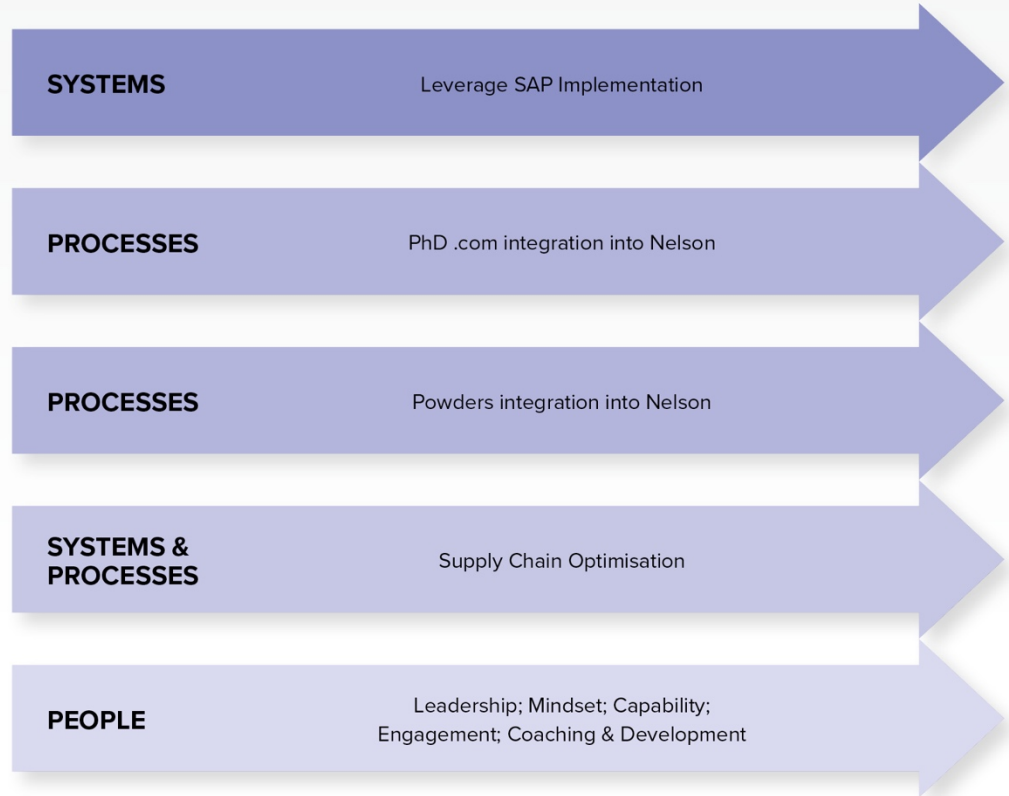 SYSTEMS
Leverage SAP Implementation
PROCESSES
PhD .com integration into Nelson
PROCESSES
Powders integration into Nelson
SYSTEMS &
PROCESSES
Supply Chain Optimisation
PEOPLE
Leadership; Mindset; Capability;
Engagement; Coaching & Development